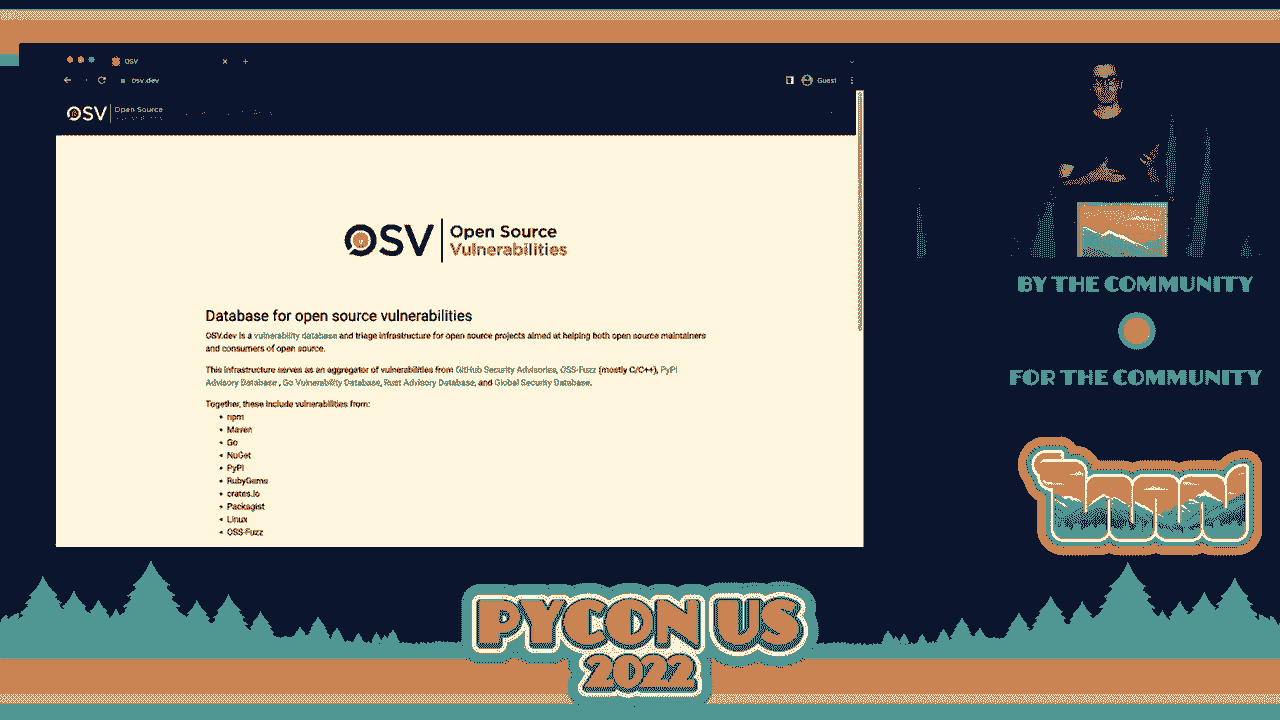 OSV
osv.dev
Guest
OSV Open Source
OSV Open Source
Vulnerabilities
Database for open source vulnerabilities
OSV.dev is a vulnerability database and triage infrastructure for open source projects aimed at helping both open source maintainers
and consumers of open source.
This infrastructure serves as an aggregator of vulnerabilities from GitHub Security Advisories, OSS-Fuzz (mostly C/C++), PyPI
Advisory Database , Go Vulnerability Database, Rust Advisory Database, and Global Security Database.
Together, these include vulnerabilities from:
• npm
• Maven
• Go
• NuGet
• PyPI
• RubyGems
• crates.io
• Packagist
• Linux
• OSS-Fuzz
BY THE COMMUNITY
FOR THE COMMUNITY
PYCON US
2022